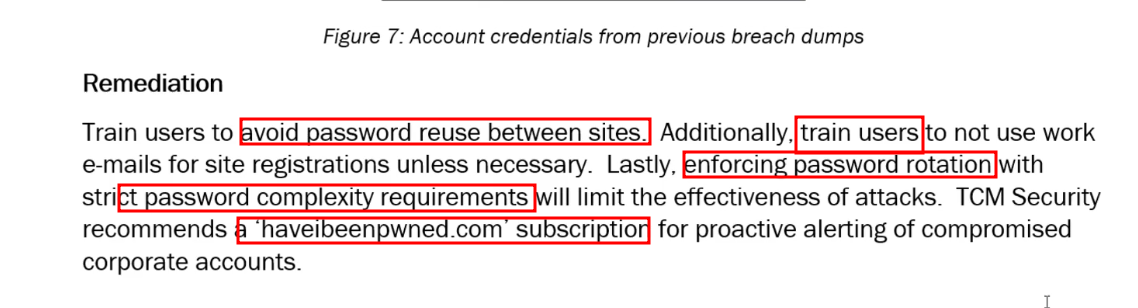 Figure 7: Account credentials from previous breach dumps
Remediation
Train users to avoid password reuse between sites.  Additionally, train users to not use work
e-mails for site registrations unless necessary.  Lastly, enforcing password rotation with
strict password complexity requirements will limit the effectiveness of attacks.  TCM Security
recommends a ‘haveibeenpwned.com’ subscription for proactive alerting of compromised
corporate accounts.